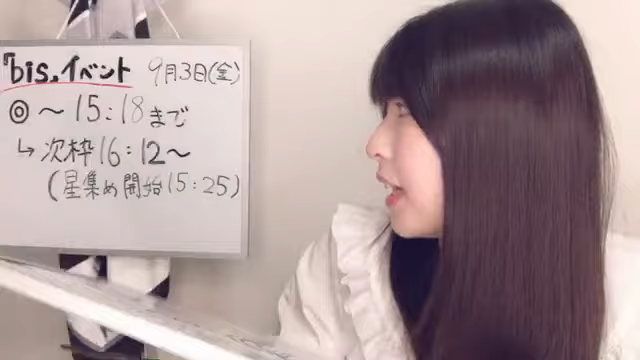 『bis』イベント 9月3日(金)
◎～15:18まで
↳次枠16:12～
(星集め開始15:25)